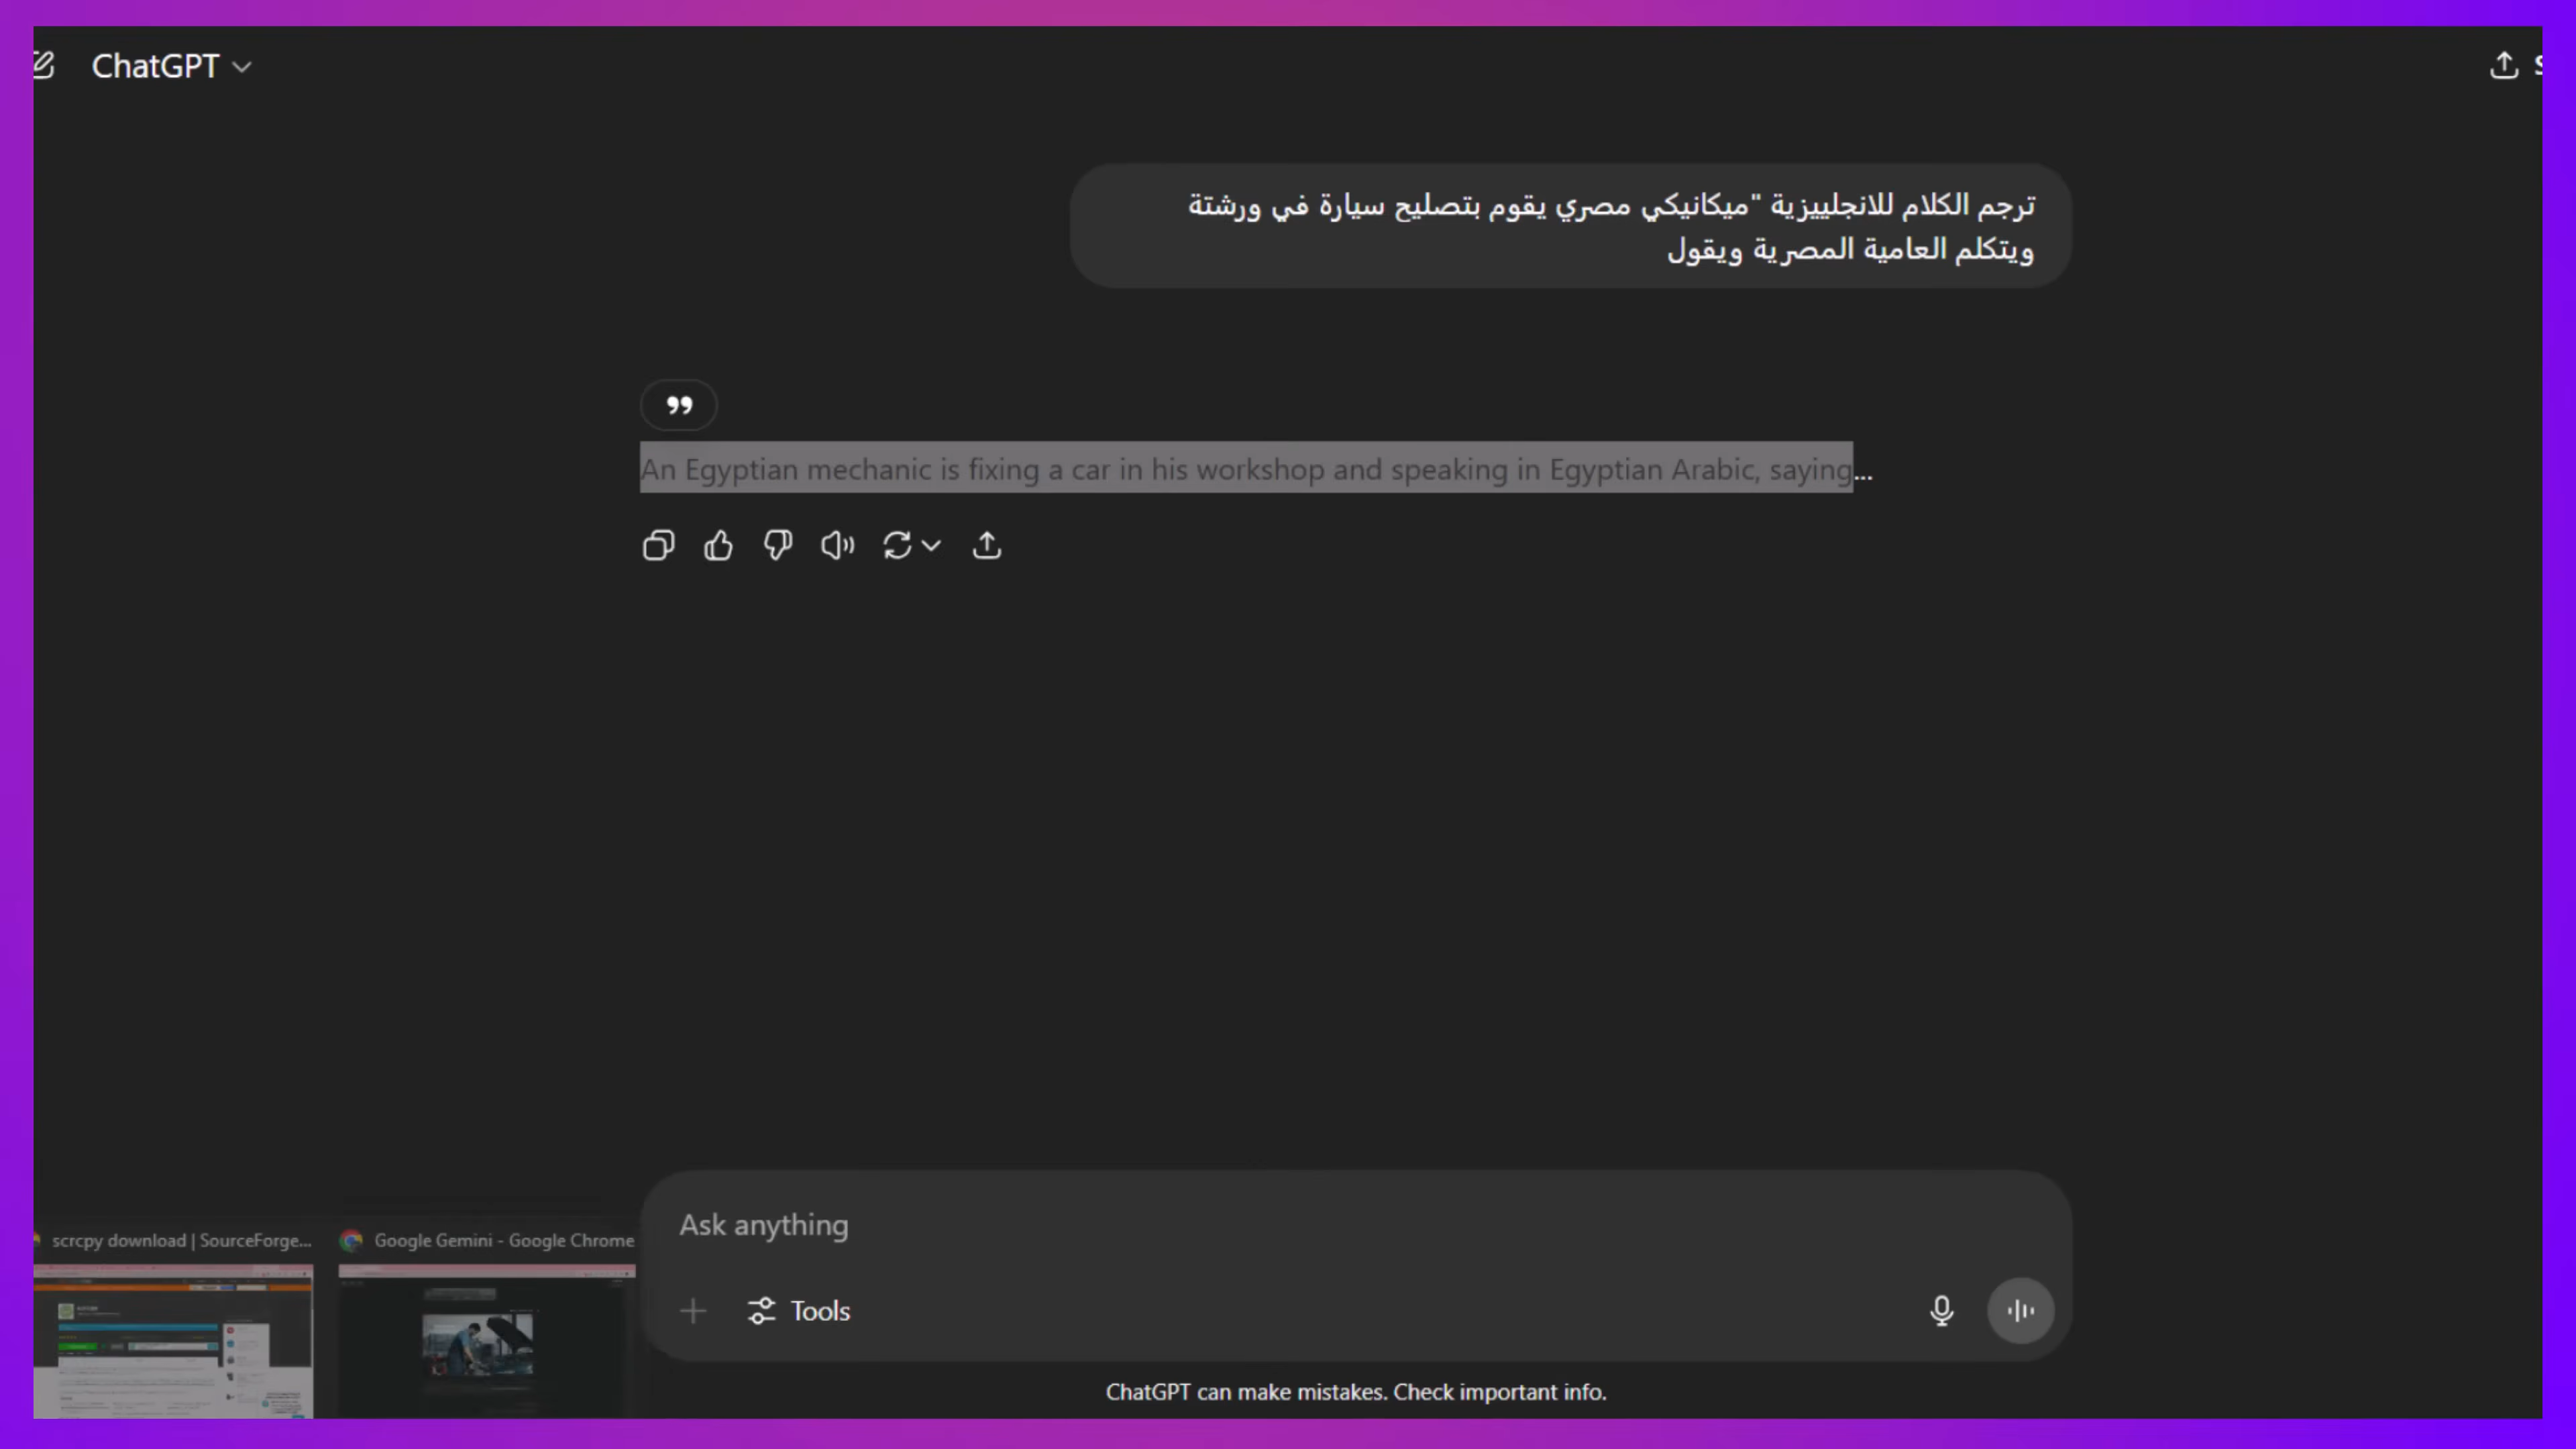 ChatGPT
ترجم الكلام للانجلييزية "ميكانيكي مصري يقوم بتصليح سيارة في ورشتة
ويتكلم العامية المصرية ويقول
An Egyptian mechanic is fixing a car in his workshop and speaking in Egyptian Arabic, saying...
scrcpy download | SourceForge...
Google Gemini - Google Chrome
Ask anything
Tools
ChatGPT can make mistakes. Check important info.